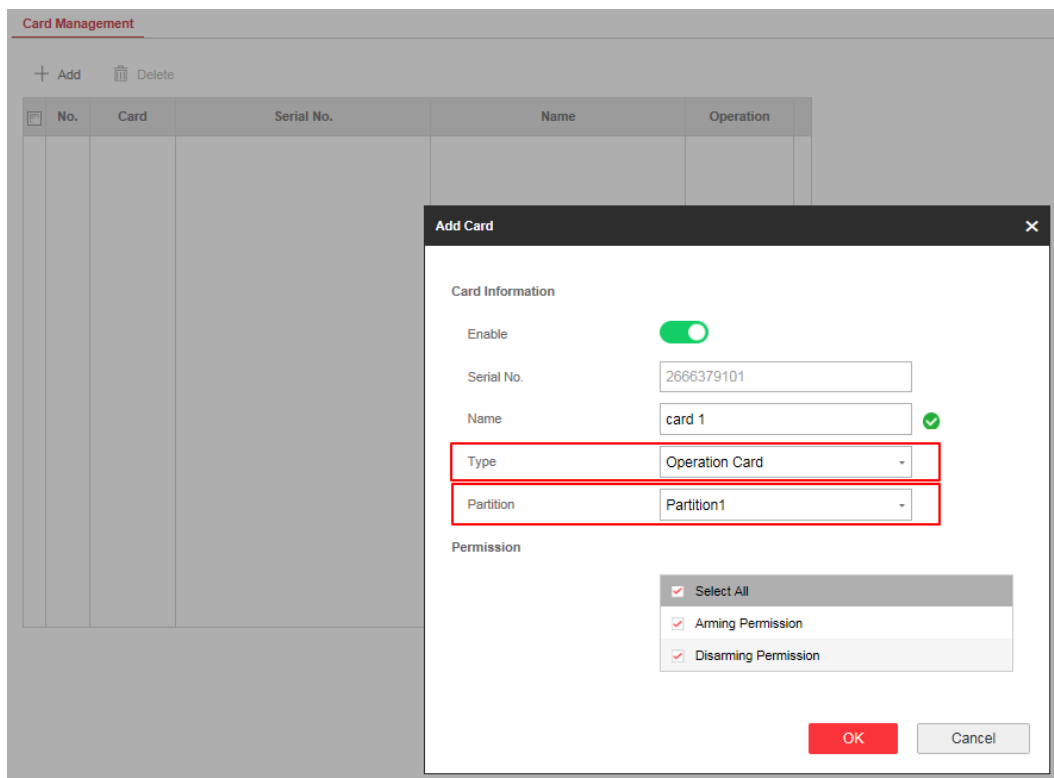 Card Management
Add Delete
No. Card Serial No. Name Operation
Add Card
Card Information
Enable
Serial No. 2666379101
Name card 1
Type Operation Card
Partition Partition1
Permission
Select All
Arming Permission
Disarming Permission
OK Cancel